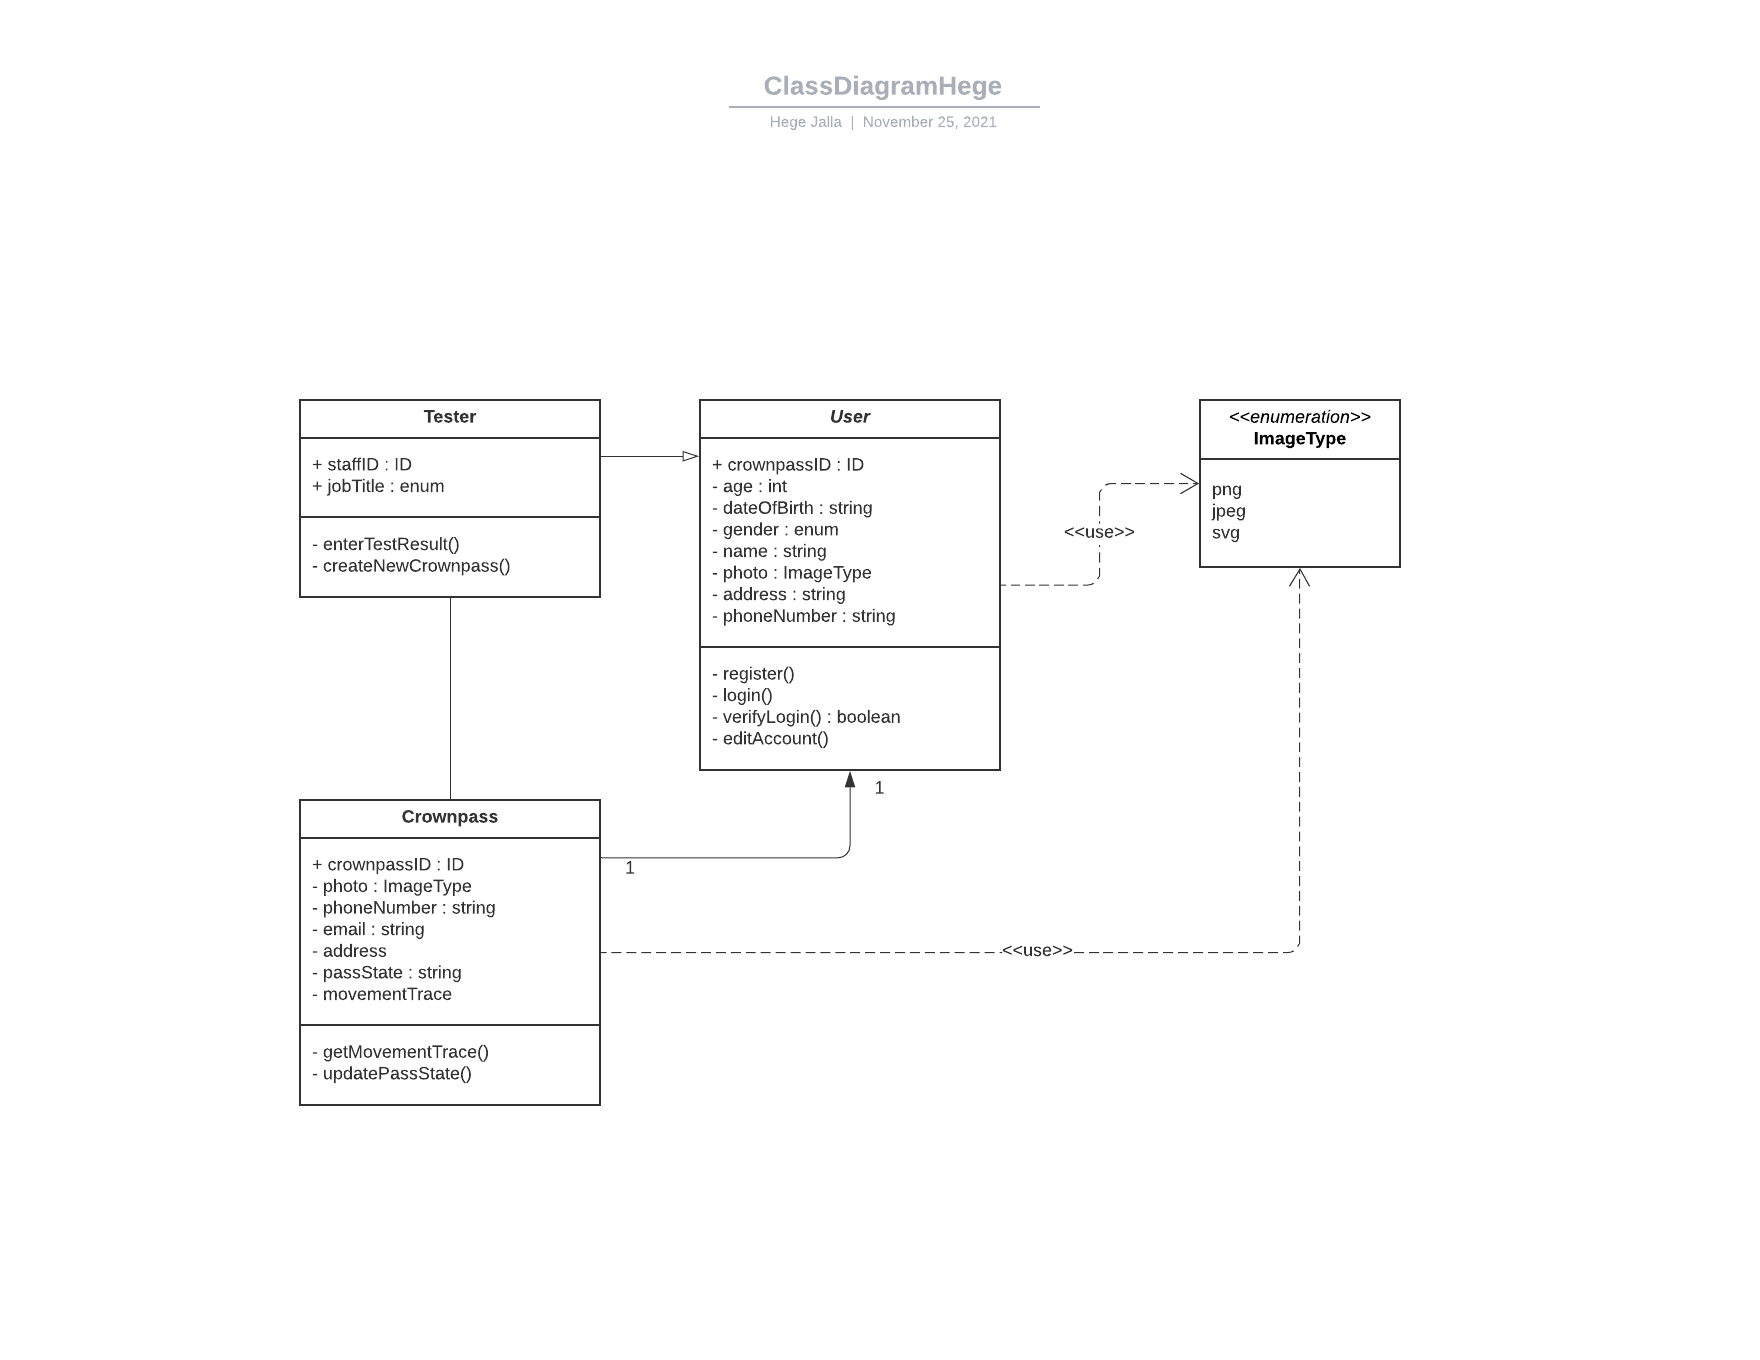 ClassDiagramHege
Hege Jalla | November 25, 2021
Tester
+ staffID : ID
+ jobTitle : enum
- enterTestResult()
- createNewCrownpass()
User
+ crownpassID : ID
- age : int
- dateOfBirth : string
- gender : enum
- name : string
- photo : ImageType
- address : string
- phoneNumber : string
- register()
- login()
- verifyLogin() : boolean
- editAccount()
<<use>>
<<enumeration>>
ImageType
png
jpeg
svg
1
1
Crownpass
+ crownpassID : ID
- photo : ImageType
- phoneNumber : string
- email : string
- address
- passState : string
- movementTrace
- getMovementTrace()
- updatePassState()
<<use>>